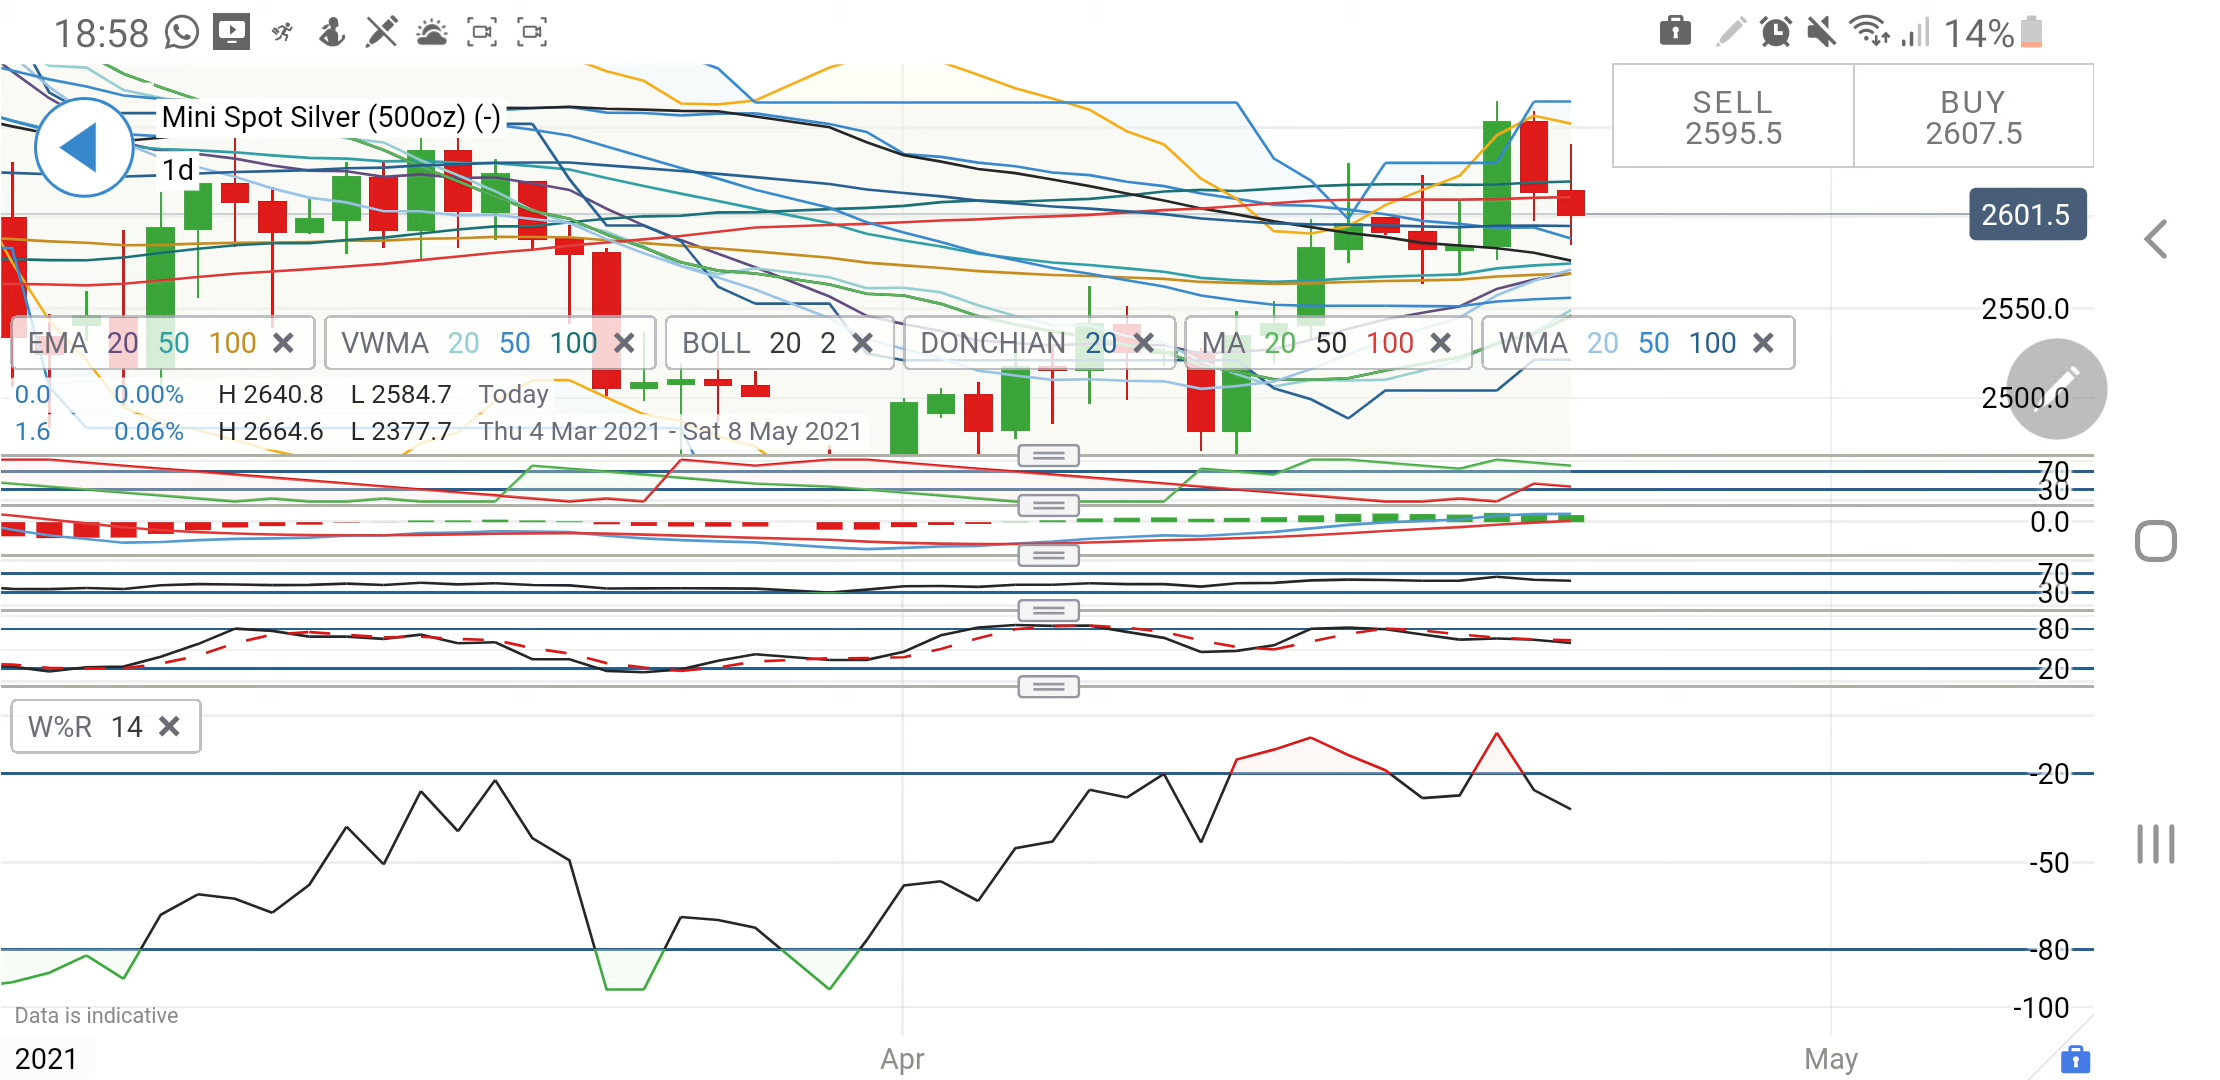 18:58 14%
Mini Spot Silver (500oz) (-)
1d
SELL BUY
2595.5 2607.5
2601.5
2550.0
EMA 20 50 100 VWMA 20 50 100 BOLL 20 2 DONCHIAN 20 MA 20 50 100 WMA 20 50 100
0.0 0.00% H 2640.8 L 2584.7 Today
2500.0
1.6 0.06% H 2664.6 L 2377.7 Thu 4 Mar 2021 - Sat 8 May 2021
70
30
0.0
70
30
80
20
W%R 14
-20
-50
-80
-100
Data is indicative
2021 Apr May